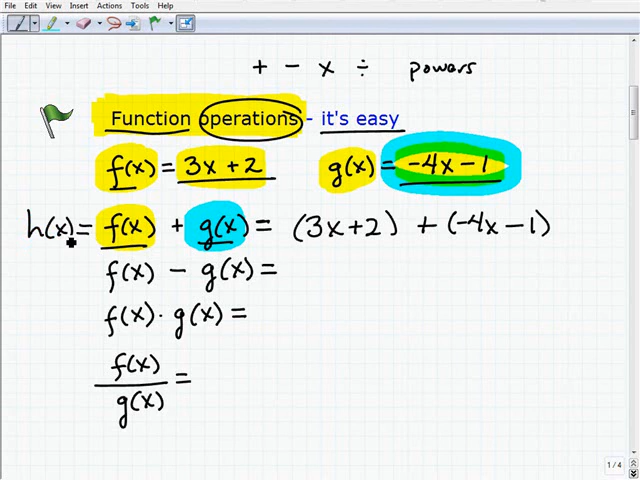 File Edit View Insert Actions Tools Help
+ − x ÷ powers
Function operations - it's easy
f(x) = 3x + 2 g(x) = -4x - 1
h(x) = f(x) + g(x) = (3x + 2) + (-4x - 1)
f(x) - g(x) =
f(x) · g(x) =
f(x)
g(x) =
1/4